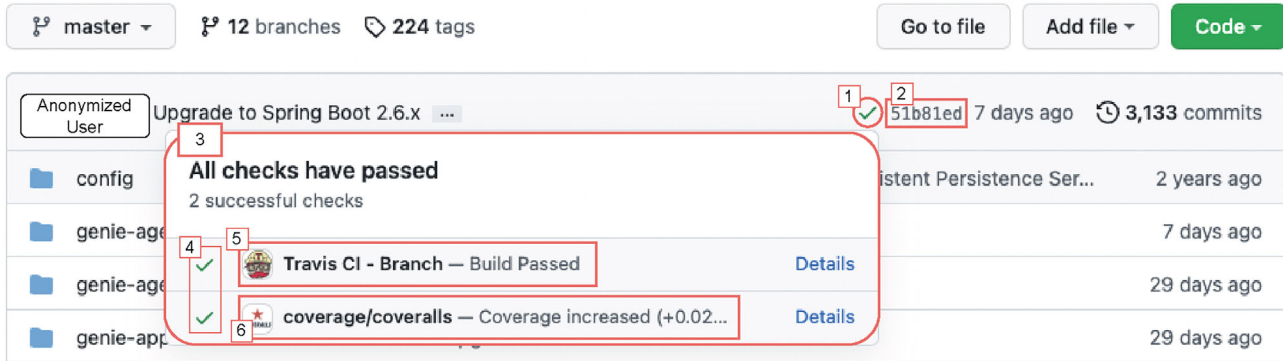 master 12 branches 224 tags Go to file Add file Code
Anonymized User Upgrade to Spring Boot 2.6.x ... 1 2 51b81ed 7 days ago 3,133 commits
3
All checks have passed
2 successful checks
config istent Persistence Ser... 2 years ago
genie-age 7 days ago
4 5 Travis CI - Branch — Build Passed Details
genie-age 29 days ago
6 coverage/coveralls — Coverage increased (+0.02... Details
genie-app 29 days ago